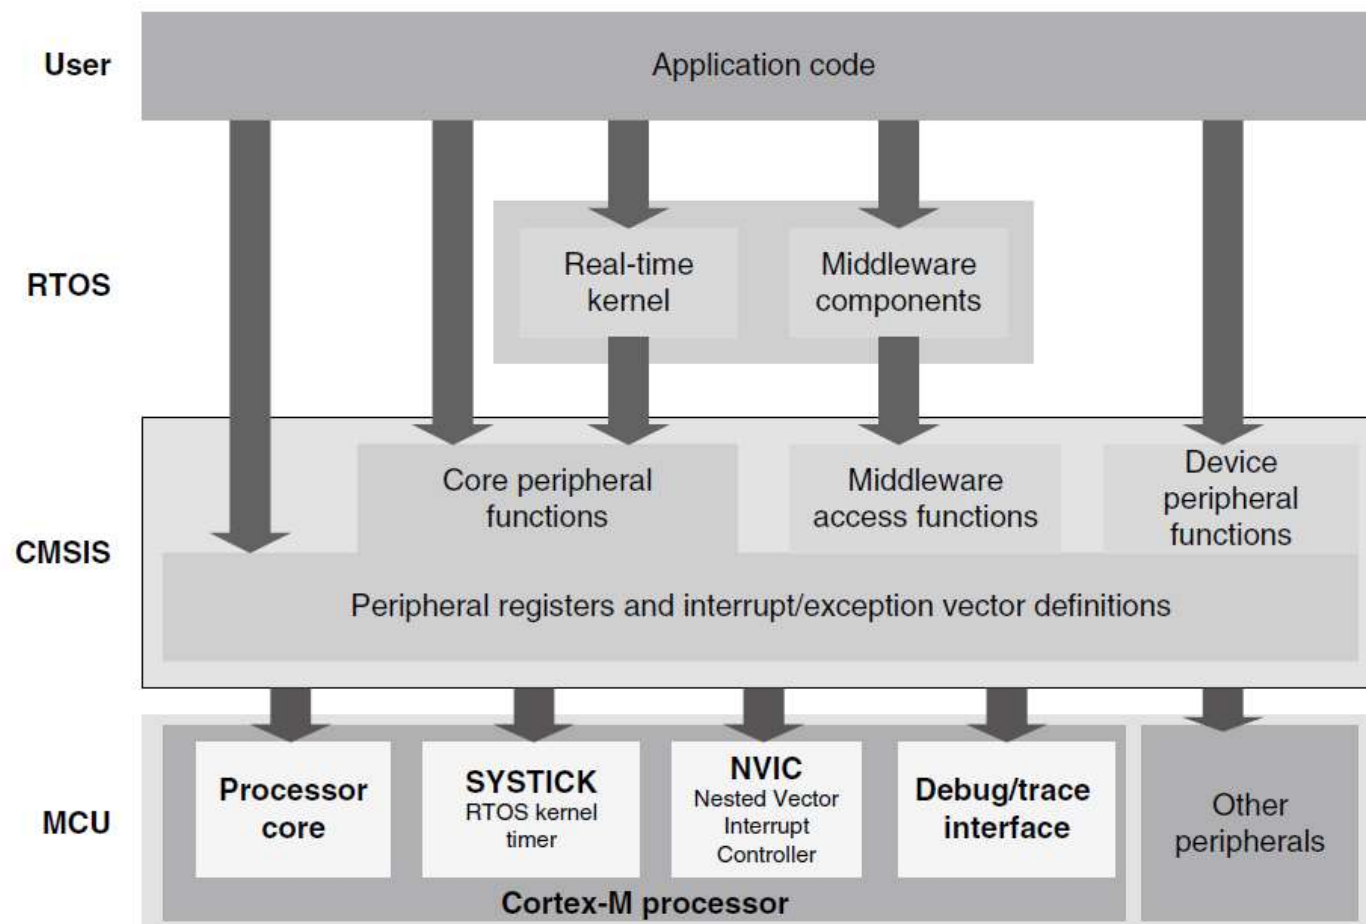 User
Application code
RTOS
Real-time
kernel
Middleware
components
CMSIS
Core peripheral
functions
Middleware
access functions
Device
peripheral
functions
Peripheral registers and interrupt/exception vector definitions
MCU
Processor
core
SYSTICK
RTOS kernel
timer
NVIC
Nested Vector
Interrupt
Controller
Debug/trace
interface
Other
peripherals
Cortex-M processor